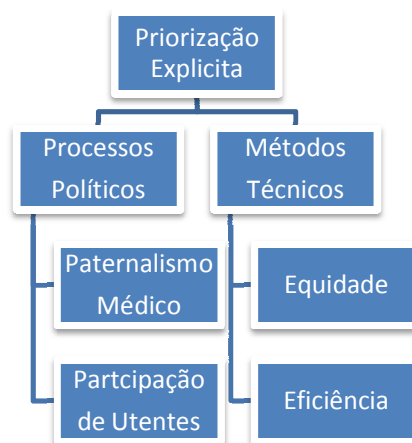 Priorização
Explicita
Processos
Políticos
Métodos
Técnicos
Paternalismo
Médico
Equidade
Partcipação
de Utentes
Eficiência